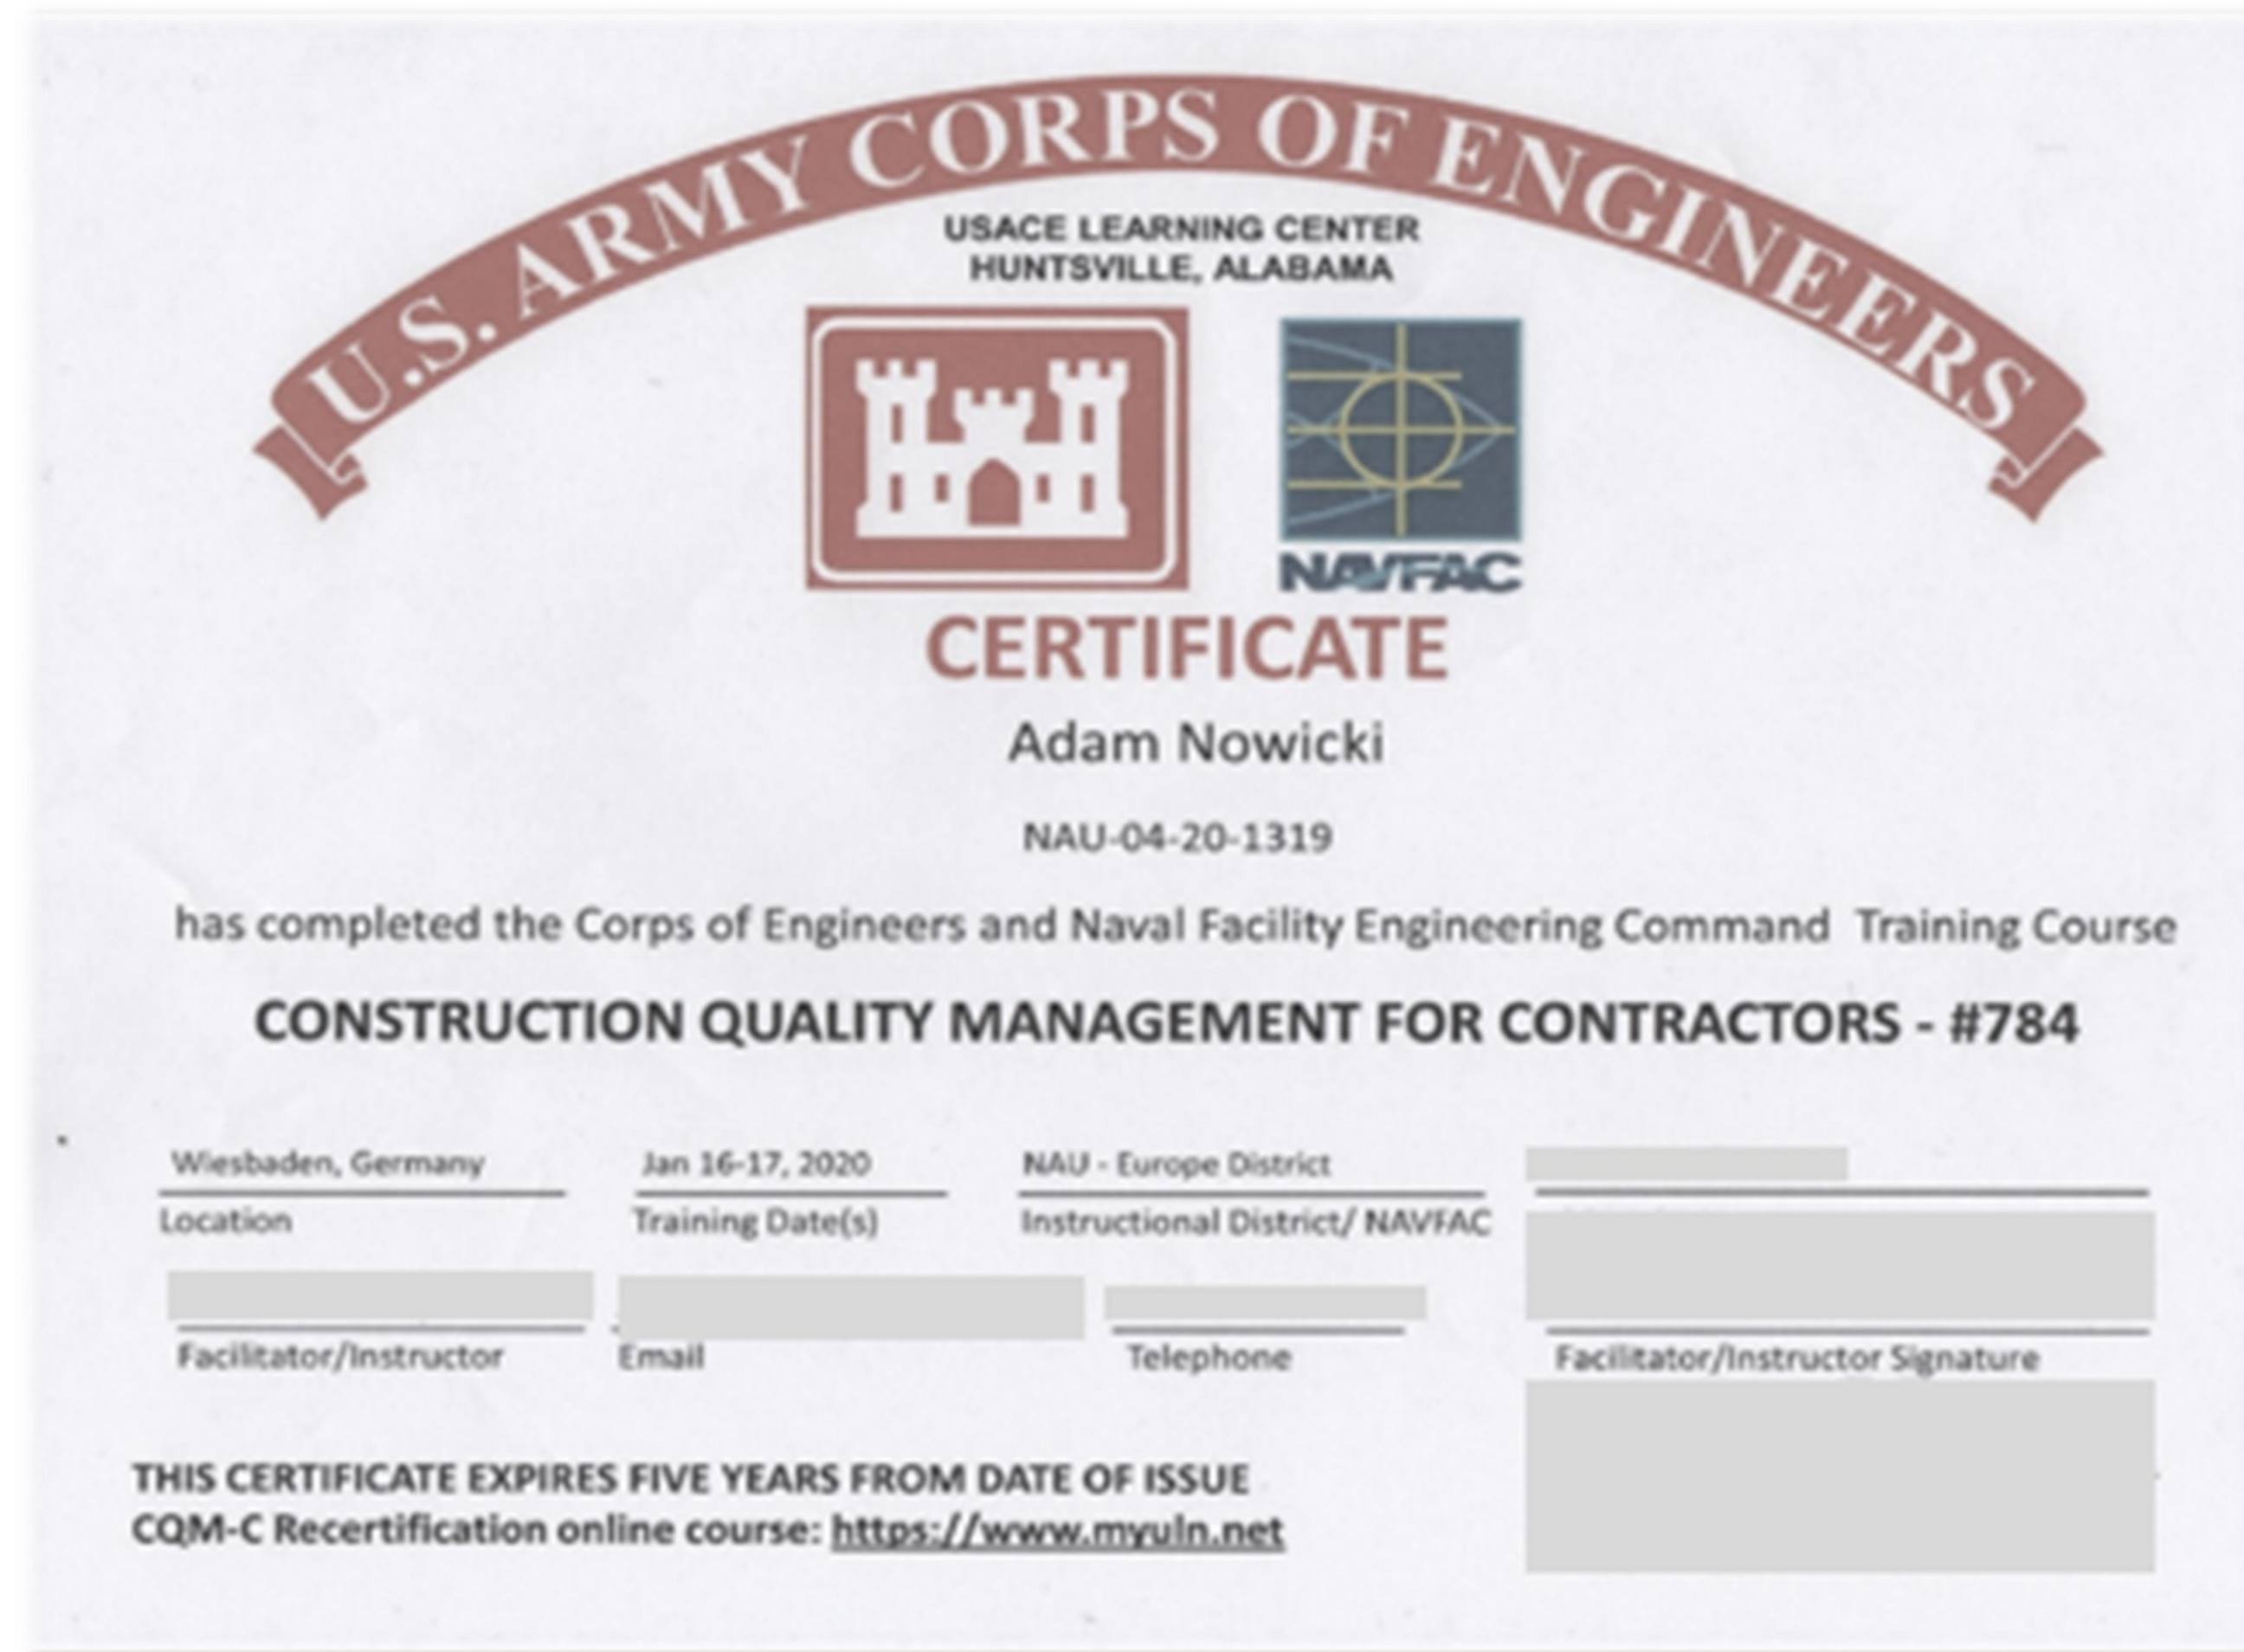 U.S. ARMY CORPS OF ENGINEERS
USACE LEARNING CENTER
HUNTSVILLE, ALABAMA
NAVFAC
CERTIFICATE
Adam Nowicki
NAU-04-20-1319
has completed the Corps of Engineers and Naval Facility Engineering Command Training Course
CONSTRUCTION QUALITY MANAGEMENT FOR CONTRACTORS - #784
Wiesbaden, Germany Jan 16-17, 2020 NAU - Europe District
Location Training Date(s) Instructional District/ NAVFAC
Facilitator/Instructor Email Telephone Facilitator/Instructor Signature
THIS CERTIFICATE EXPIRES FIVE YEARS FROM DATE OF ISSUE
CQM-C Recertification online course: https://www.myuln.net